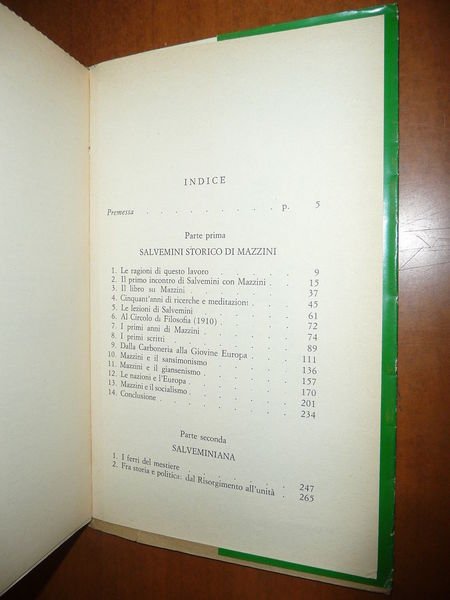 INDICE
Premessa . . . . . . . . p. 5
Parte prima
SALVEMINI STORICO DI MAZZINI
1. Le ragioni di questo lavoro . . . 9
2. Il primo incontro di Salvemini con Mazzini . . 15
3. Il libro su Mazzini . . . . . 37
4. Cinquant'anni di ricerche e meditazioni . . 45
5. Le lezioni di Salvemini . . . . 61
6. Al Circolo di Filosofia (1910) . . . 72
7. I primi anni di Mazzini . . . . 74
8. I primi scritti . . . . . . 89
9. Dalla Carboneria alla Giovine Europa . . 111
10. Mazzini e il sansimonismo . . . . 136
11. Mazzini e il giansenismo . . . . 157
12. Le nazioni e l'Europa . . . . . 170
13. Mazzini e il socialismo . . . . . 201
14. Conclusione . . . . . . . 234
Parte seconda
SALVEMINIANA
1. I ferri del mestiere . . . . . 247
2. Fra storia e politica: dal Risorgimento all'unità . 265